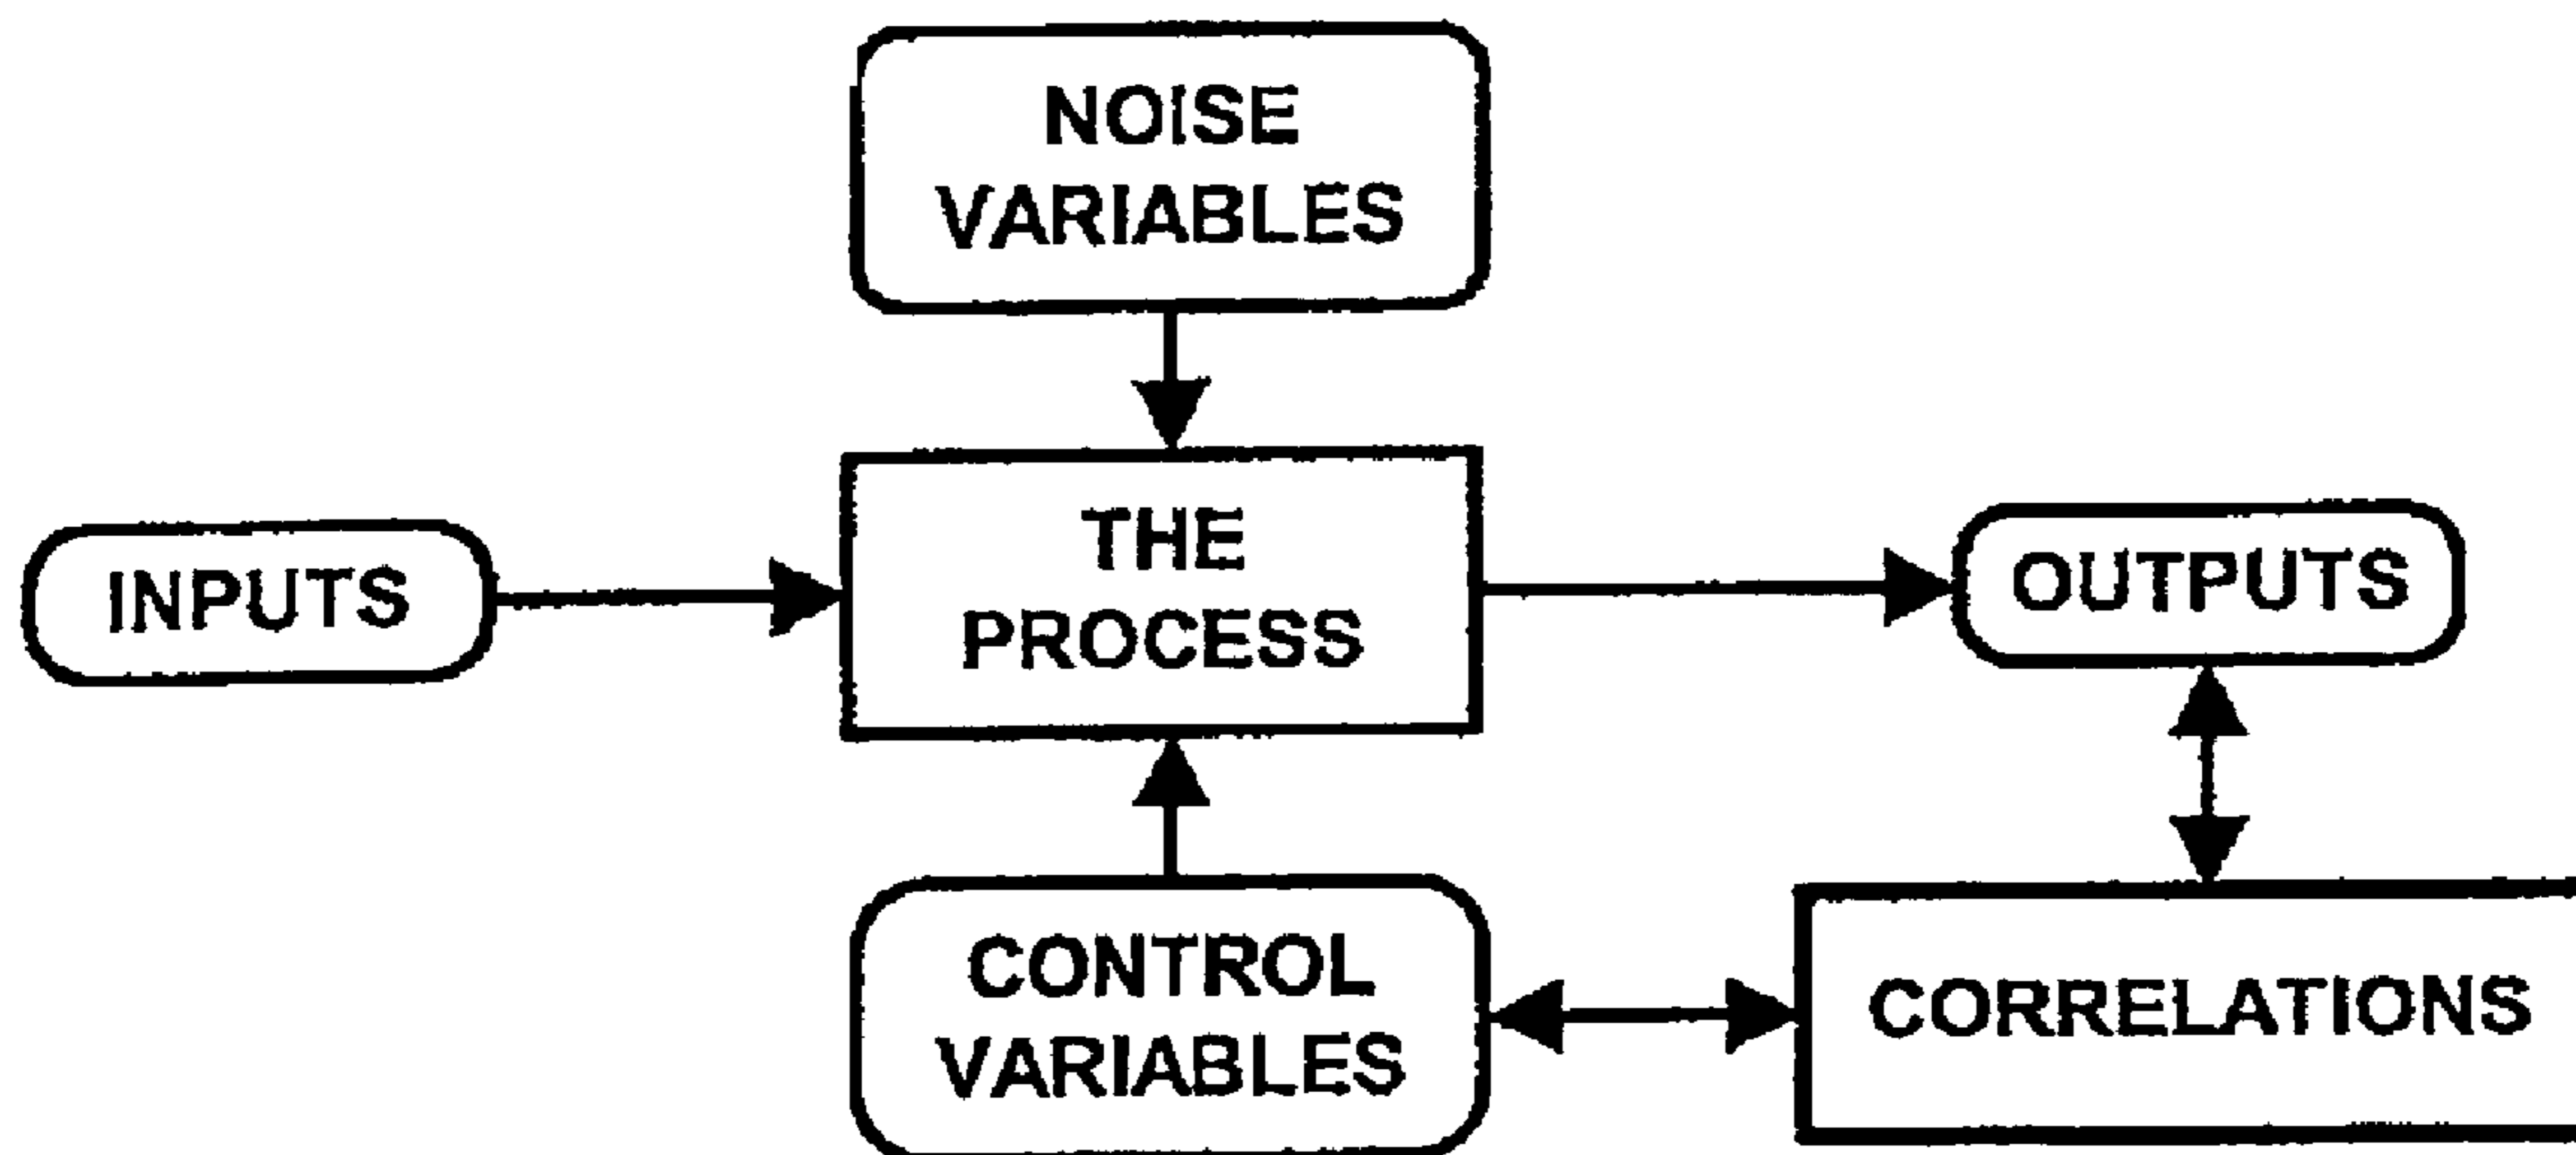 NOISE
VARIABLES
THE
PROCESS
INPUTS
OUTPUTS
CONTROL
VARIABLES
CORRELATIONS